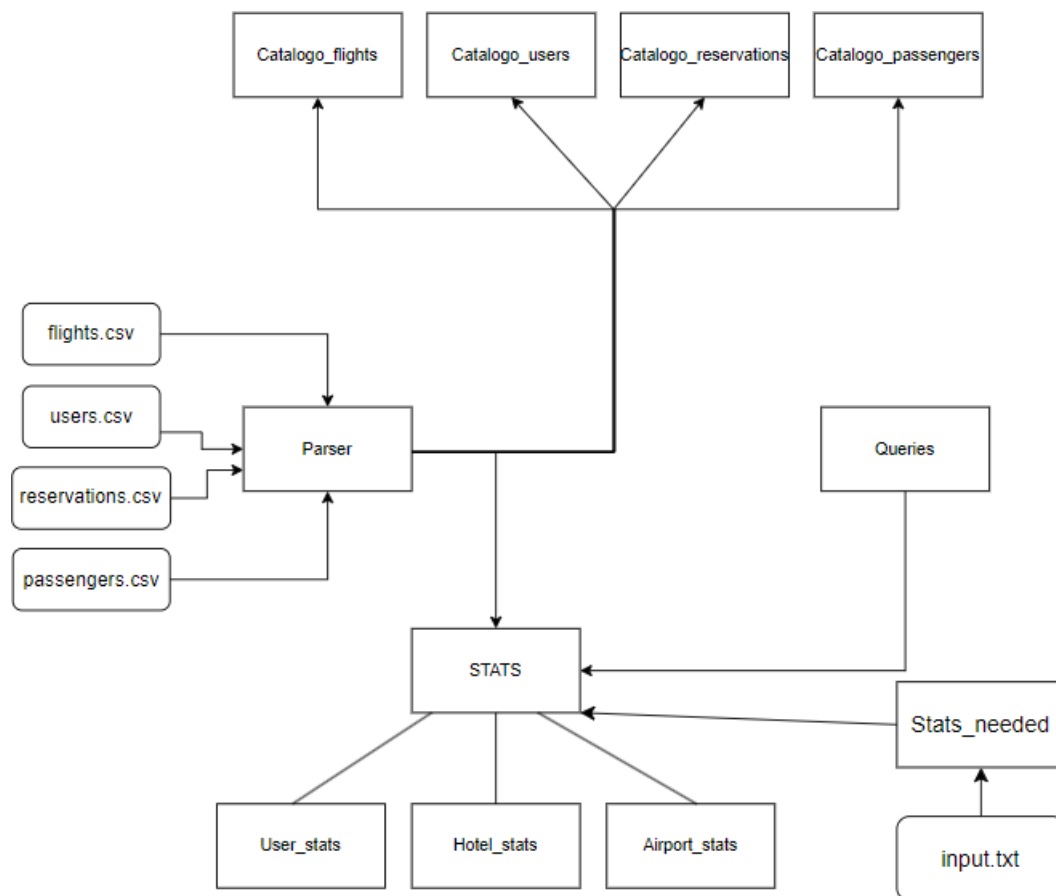 Catalogo_flights
Catalogo_users
Catalogo_reservations
Catalogo_passengers
flights.csv
users.csv
reservations.csv
passengers.csv
Parser
Queries
STATS
Stats_needed
User_stats
Hotel_stats
Airport_stats
input.txt